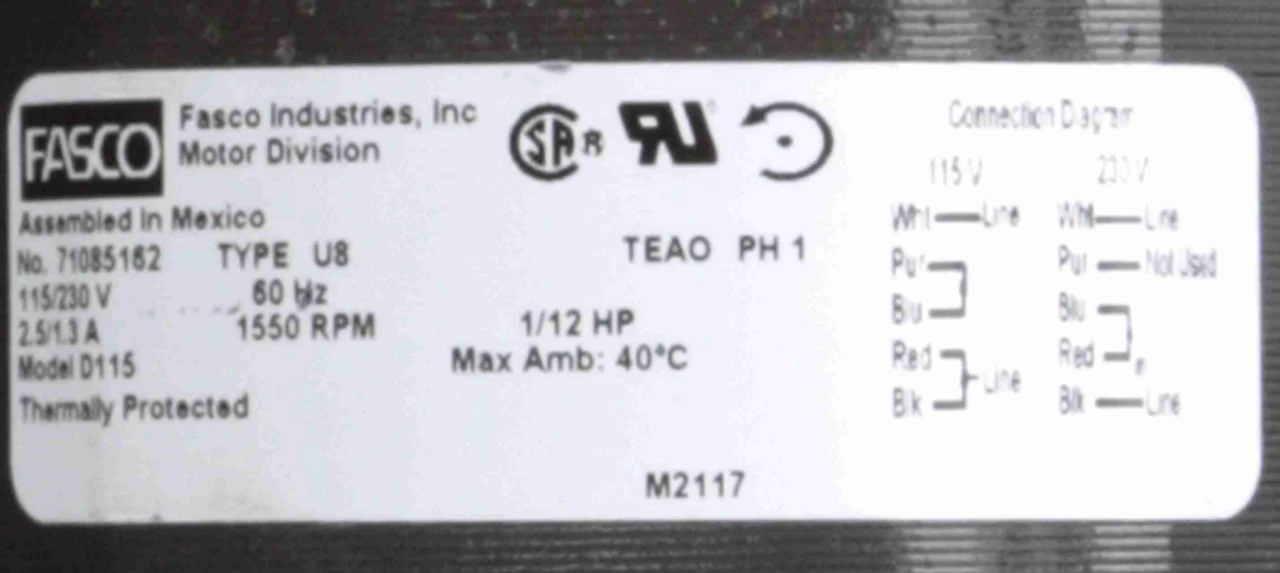 FASCO
Fasco Industries, Inc
Motor Division
SA R
RU
Assembled In Mexico
No. 71085162 TYPE U8 TEAO PH 1
115/230 V 60 Hz
2.5/1.3 A 1550 RPM 1/12 HP
Model D115 Max Amb: 40°C
Thermally Protected
M2117
Connection Diagram
115 V 230 V
Wht Line Wht Line
Pur Pur Not Used
Blu Blu
Red Line Red
Blk Blk Line